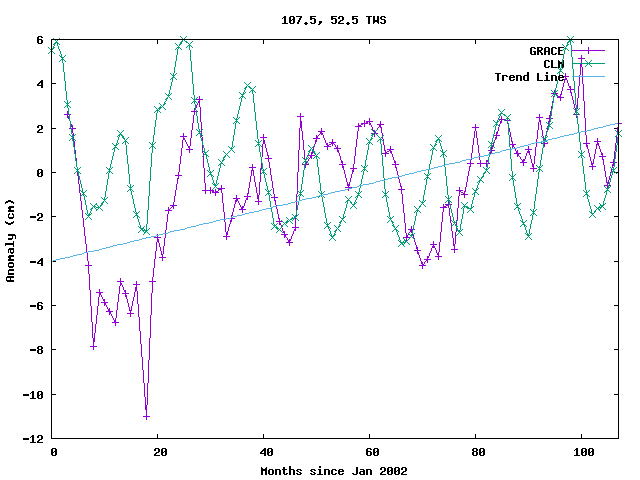 107.5, 52.5 TWS
GRACE
CLM
Trend Line
6
4
2
0
-2
-4
-6
-8
-10
-12
Anomaly (cm)
0 20 40 60 80 100
Months since Jan 2002